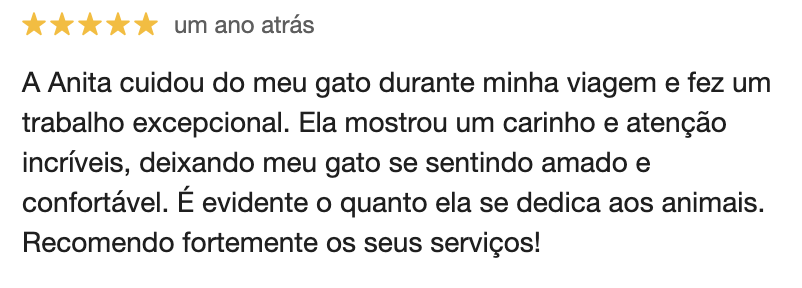 um ano atrás
A Anita cuidou do meu gato durante minha viagem e fez um
trabalho excepcional. Ela mostrou um carinho e atenção
incríveis, deixando meu gato se sentindo amado e
confortável. É evidente o quanto ela se dedica aos animais.
Recomendo fortemente os seus serviços!